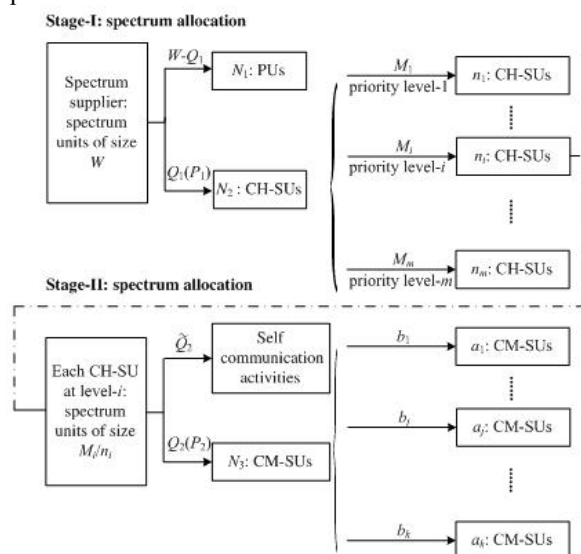 Stage-I: spectrum allocation
Spectrum
supplier:
spectrum
units of size
W
W-Q₁
N₁: PUs
Q₁(P₁)
N₂ : CH-SUs
M₁
priority level-1
n₁: CH-SUs
Mᵢ
priority level-i
nᵢ: CH-SUs
Mₘ
priority level-m
nₘ: CH-SUs
Stage-II: spectrum allocation
Each CH-SU
at level-i:
spectrum
units of size
Mᵢ/nᵢ
Q̃₂
Self
communication
activities
Q₂(P₂)
N₃: CM-SUs
b₁
a₁: CM-SUs
bⱼ
aⱼ: CM-SUs
bₖ
aₖ: CM-SUs